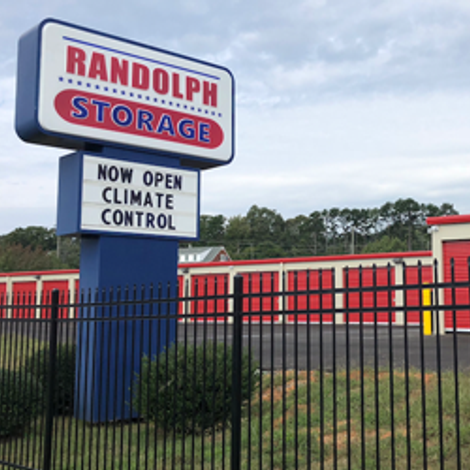 RANDOLPH
STORAGE
NOW OPEN
CLIMATE
CONTROL